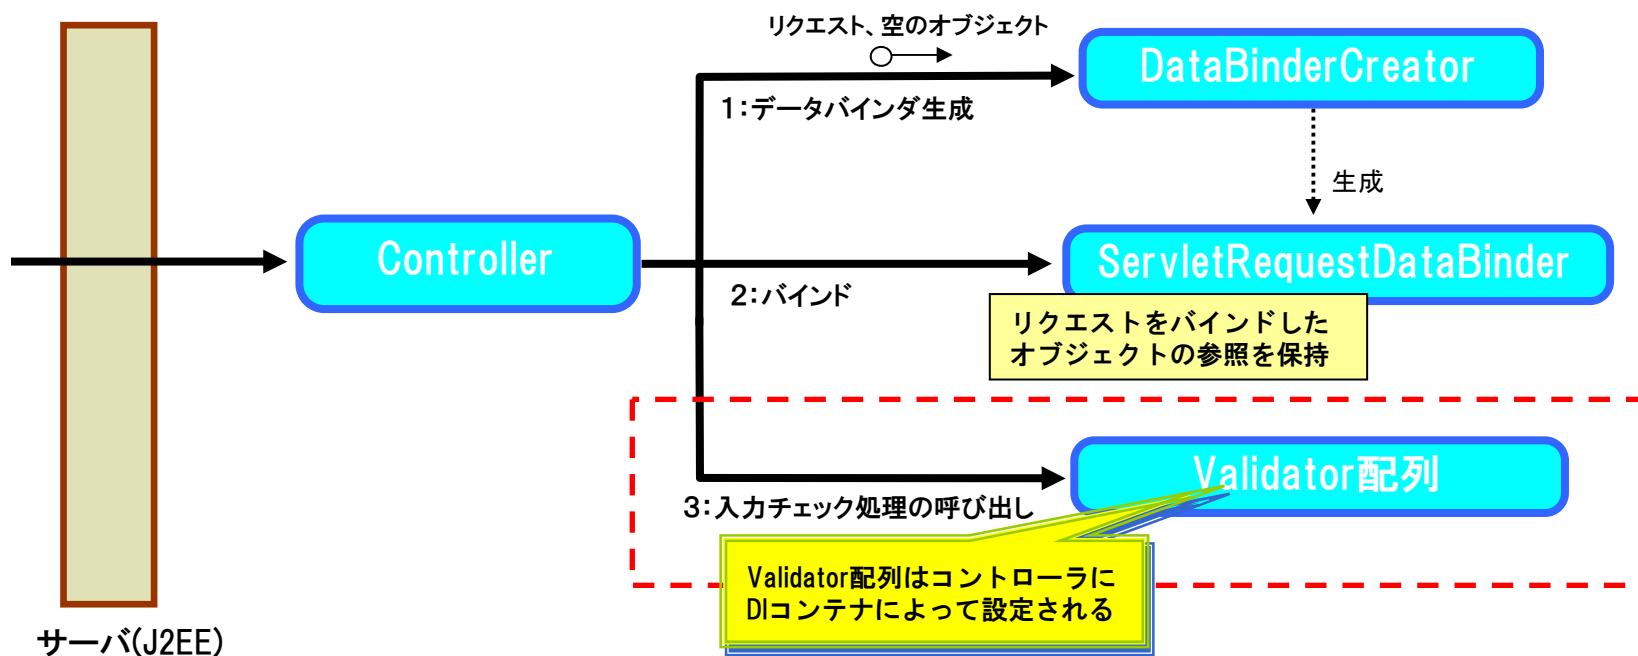 リクエスト、空のオブジェクト
DataBinderCreator
1:データバインダ生成
生成
Controller
ServletRequestDataBinder
2:バインド
リクエストをバインドした
オブジェクトの参照を保持
Validator配列
3:入力チェック処理の呼び出し
Validator配列はコントローラに
DIコンテナによって設定される
サーバ(J2EE)